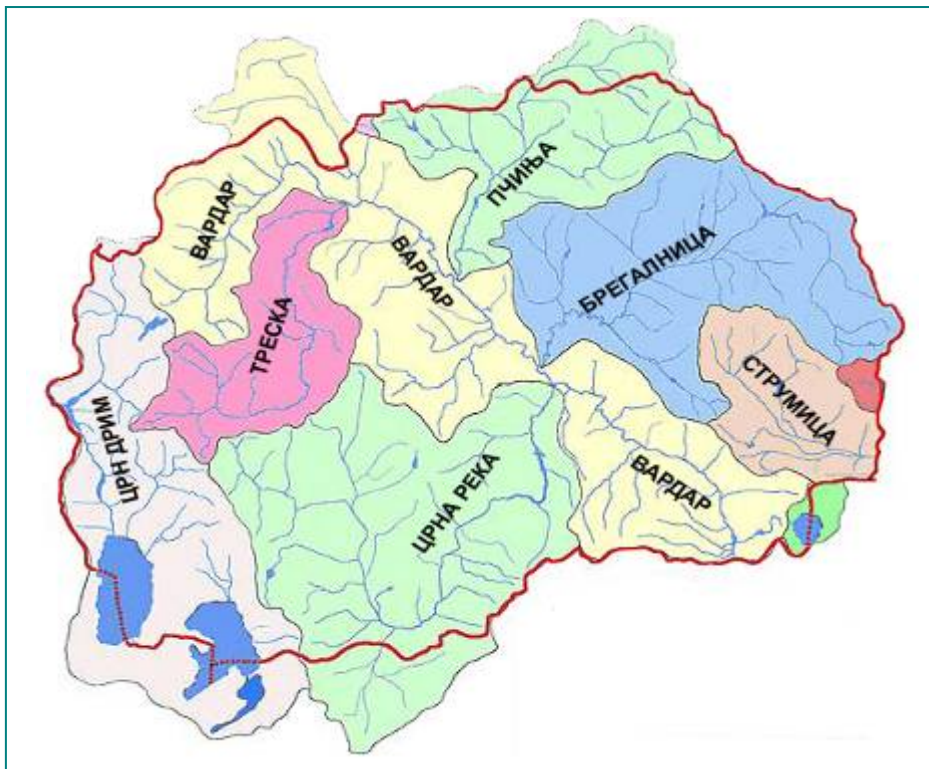 ПЧИЊА
ВАРДАР
БРЕГАЛНИЦА
ВАРДАР
ТРЕСКА
СТРУМИЦА
ЦРН ДРИМ
ЦРНА РЕКА
ВАРДАР